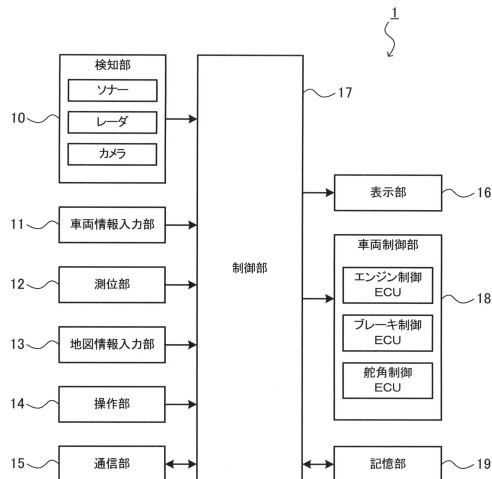 1
検知部
ソナー
レーダ
カメラ
10
11
車両情報入力部
12
測位部
13
地図情報入力部
14
操作部
15
通信部
制御部
17
表示部
16
車両制御部
エンジン制御
ECU
ブレーキ制御
ECU
舵角制御
ECU
18
記憶部
19